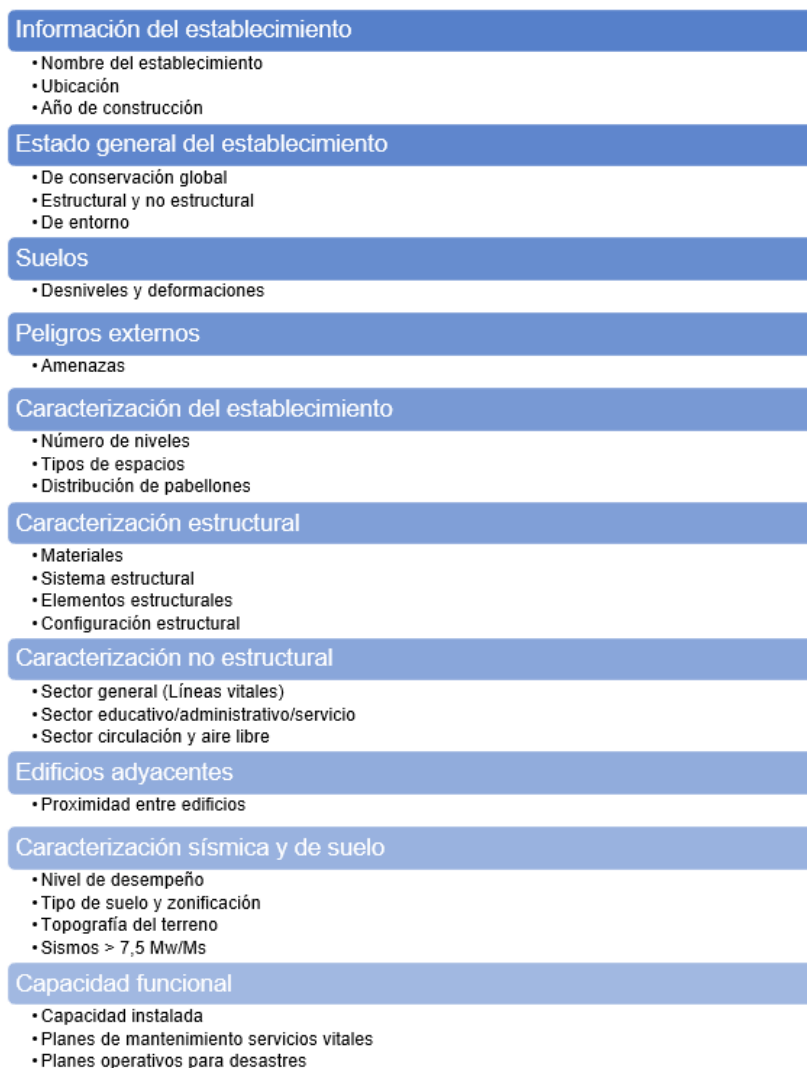 Información del establecimiento
• Nombre del establecimiento
• Ubicación
• Año de construcción
Estado general del establecimiento
• De conservación global
• Estructural y no estructural
• De entorno
Suelos
• Desniveles y deformaciones
Peligros externos
• Amenazas
Caracterización del establecimiento
• Número de niveles
• Tipos de espacios
• Distribución de pabellones
Caracterización estructural
• Materiales
• Sistema estructural
• Elementos estructurales
• Configuración estructural
Caracterización no estructural
• Sector general (Líneas vitales)
• Sector educativo/administrativo/servicio
• Sector circulación y aire libre
Edificios adyacentes
• Proximidad entre edificios
Caracterización sísmica y de suelo
• Nivel de desempeño
• Tipo de suelo y zonificación
• Topografía del terreno
• Sismos > 7,5 Mw/Ms
Capacidad funcional
• Capacidad instalada
• Planes de mantenimiento servicios vitales
• Planes operativos para desastres